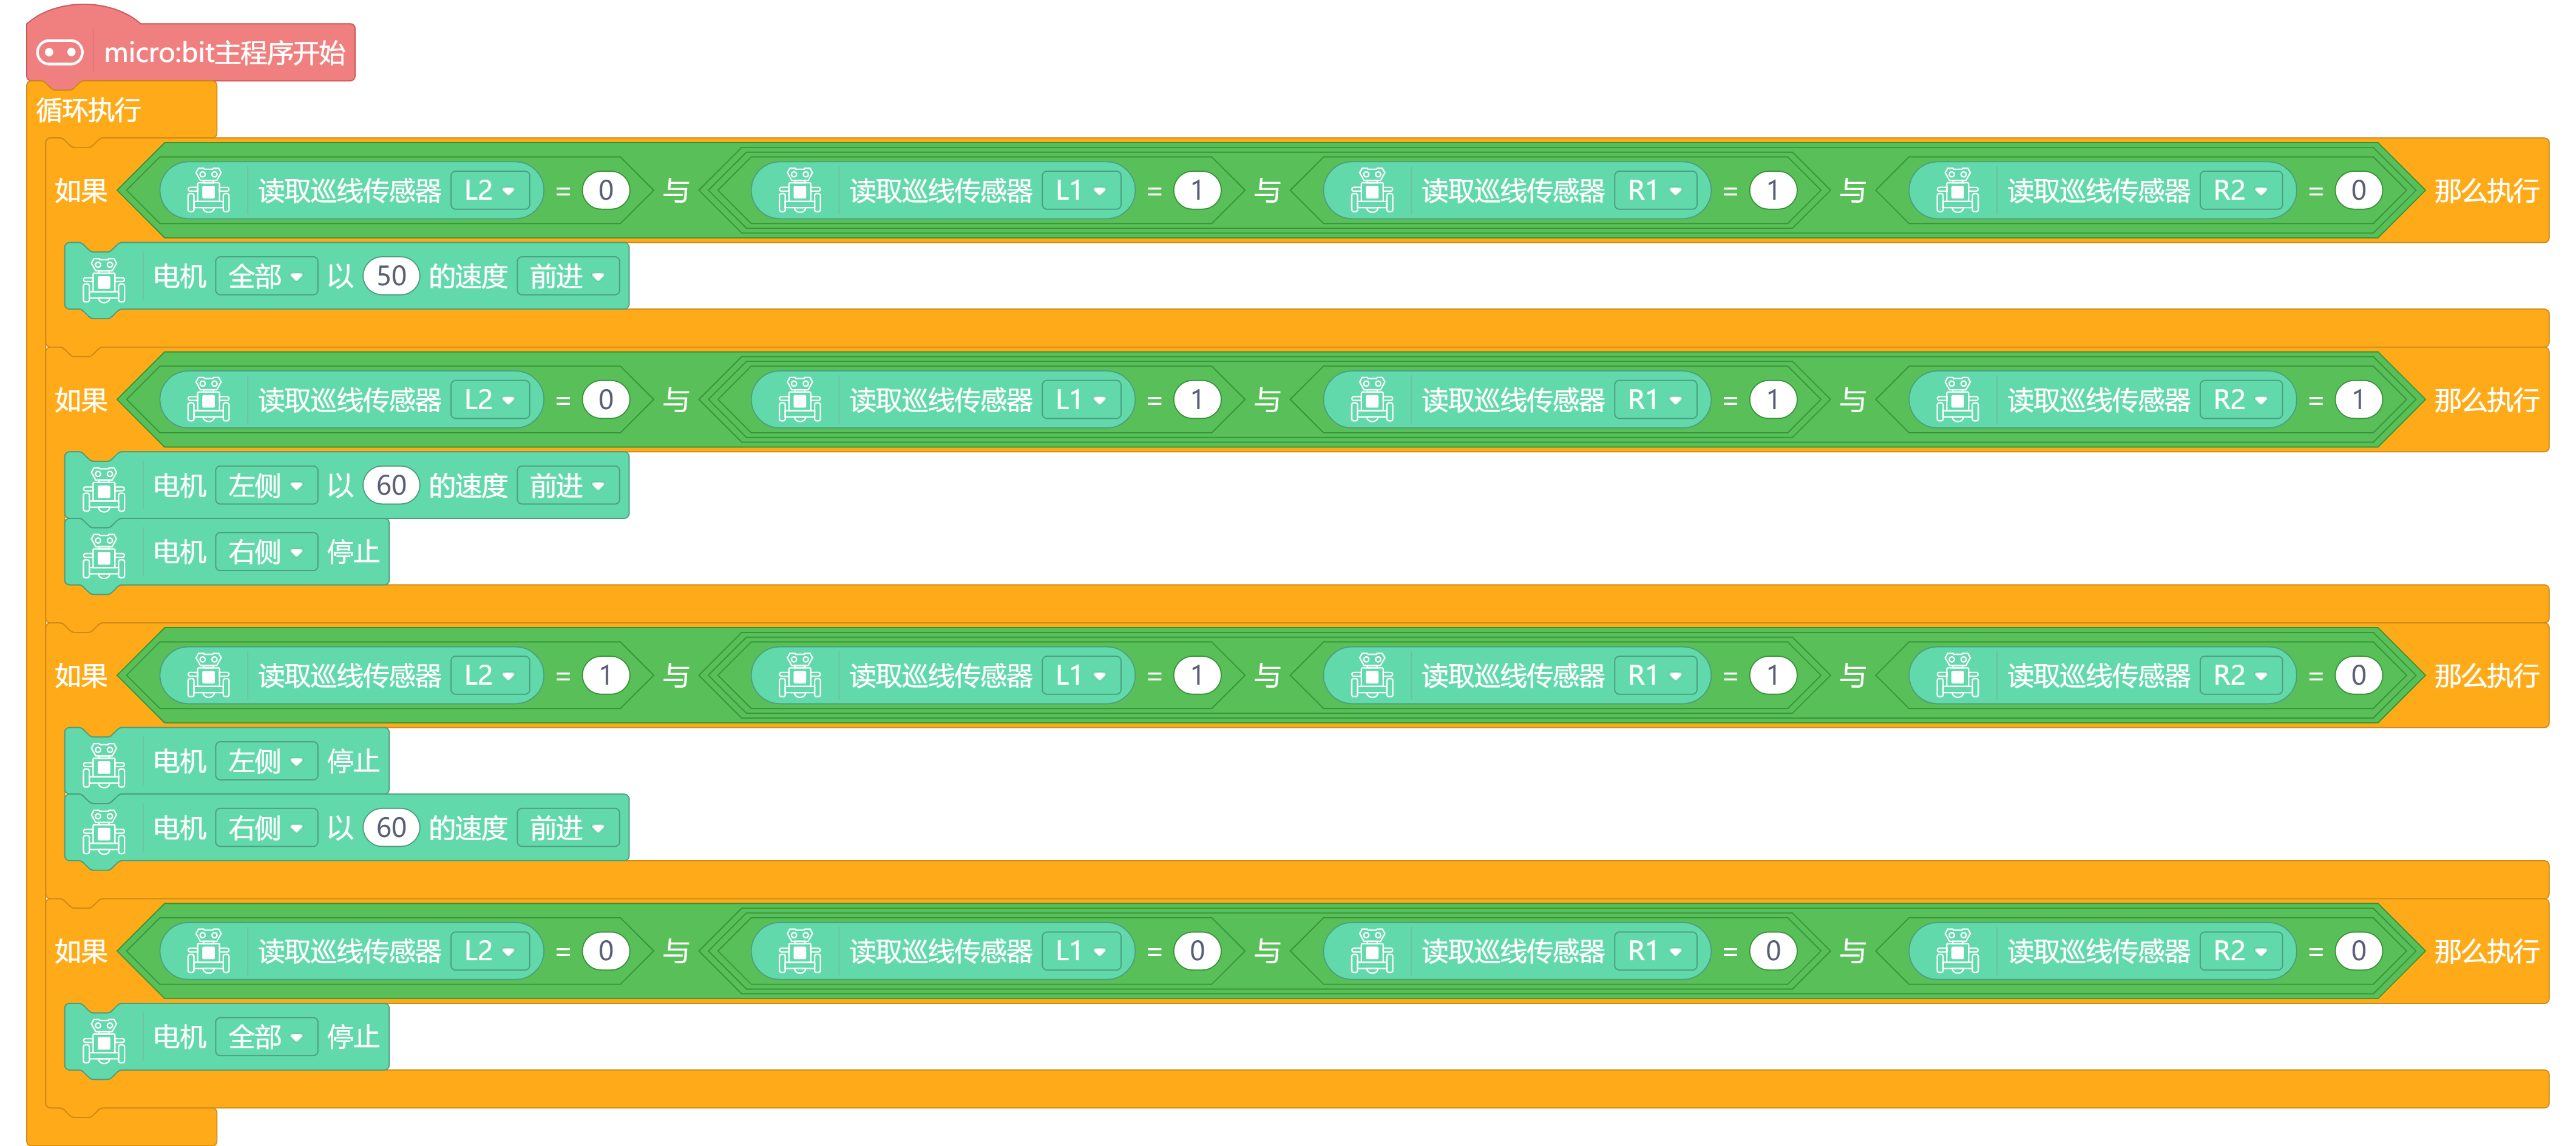 micro:bit主程序开始
循环执行
如果 读取巡线传感器 L2 = 0 与 读取巡线传感器 L1 = 1 与 读取巡线传感器 R1 = 1 与 读取巡线传感器 R2 = 0 那么执行
电机 全部 以 50 的速度 前进
如果 读取巡线传感器 L2 = 0 与 读取巡线传感器 L1 = 1 与 读取巡线传感器 R1 = 1 与 读取巡线传感器 R2 = 1 那么执行
电机 左侧 以 60 的速度 前进
电机 右侧 停止
如果 读取巡线传感器 L2 = 1 与 读取巡线传感器 L1 = 1 与 读取巡线传感器 R1 = 1 与 读取巡线传感器 R2 = 0 那么执行
电机 左侧 停止
电机 右侧 以 60 的速度 前进
如果 读取巡线传感器 L2 = 0 与 读取巡线传感器 L1 = 0 与 读取巡线传感器 R1 = 0 与 读取巡线传感器 R2 = 0 那么执行
电机 全部 停止